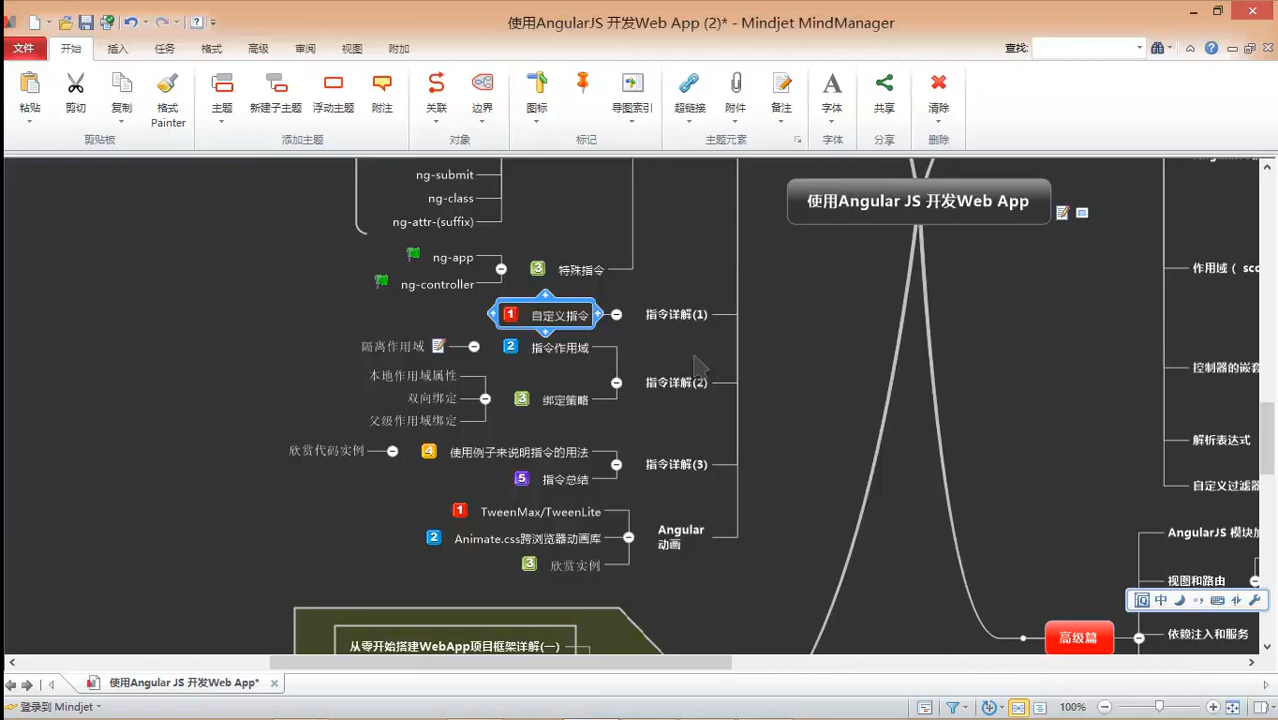 使用AngularJS 开发Web App (2)* - Mindjet MindManager
文件 开始 插入 任务 格式 高级 审阅 视图 附加 查找:
粘贴 剪切 复制 格式 Painter 主题 新建子主题 浮动主题 附注 关联 边界 图标 导图索引 超链接 附件 备注 字体 共享 清除
剪贴板 添加主题 对象 标记 主题元素 字体 分享 删除
ng-submit
ng-class
ng-attr-(suffix)
ng-app
ng-controller
3 特殊指令
1 自定义指令
指令详解(1)
隔离作用域
2 指令作用域
本地作用域属性
双向绑定
父级作用域绑定
3 绑定策略
指令详解(2)
欣赏代码实例
4 使用例子来说明指令的用法
5 指令总结
指令详解(3)
1 TweenMax/TweenLite
2 Animate.css跨浏览器动画库
3 欣赏实例
Angular
动画
从零开始搭建WebApp项目框架详解(一)
使用Angular JS 开发Web App
作用域（ sco
控制器的嵌套
解析表达式
自定义过滤器
AngularJS 模块加
视图和路由
中
高级篇
依赖注入和服务
使用Angular JS 开发Web App*
登录到 Mindjet
100%